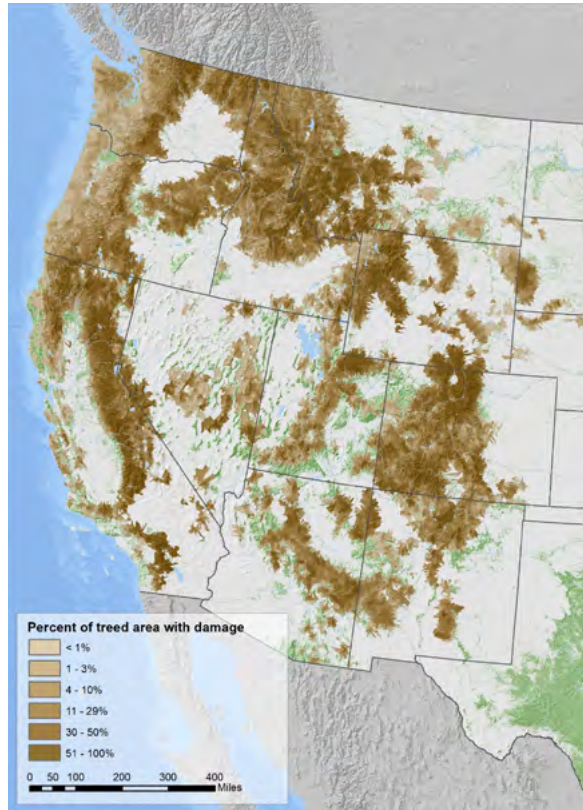 Percent of treed area with damage
< 1%
1 - 3%
4 - 10%
11 - 29%
30 - 50%
51 - 100%
0 50 100 200 300 400
Miles